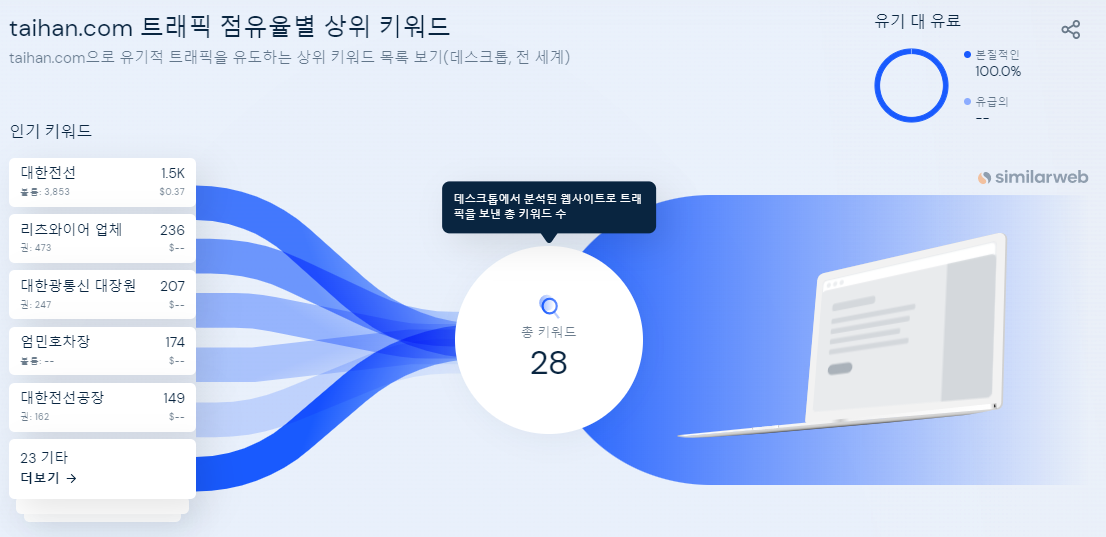 taihan.com 트래픽 점유율별 상위 키워드
taihan.com으로 유기적 트래픽을 유도하는 상위 키워드 목록 보기(데스크톱, 전 세계)
유기 대 유료
본질적인
100.0%
유급의
--
인기 키워드
대한전선 1.5K
볼륨: 3,853 $0.37
리즈와이어 업체 236
권: 473 $--
대한광통신 대장원 207
권: 247 $--
엄민호차장 174
볼륨: -- $--
대한전선공장 149
권: 162 $--
23 기타
더보기 →
데스크톱에서 분석된 웹사이트로 트래
픽을 보낸 총 키워드 수
총 키워드
28
similarweb